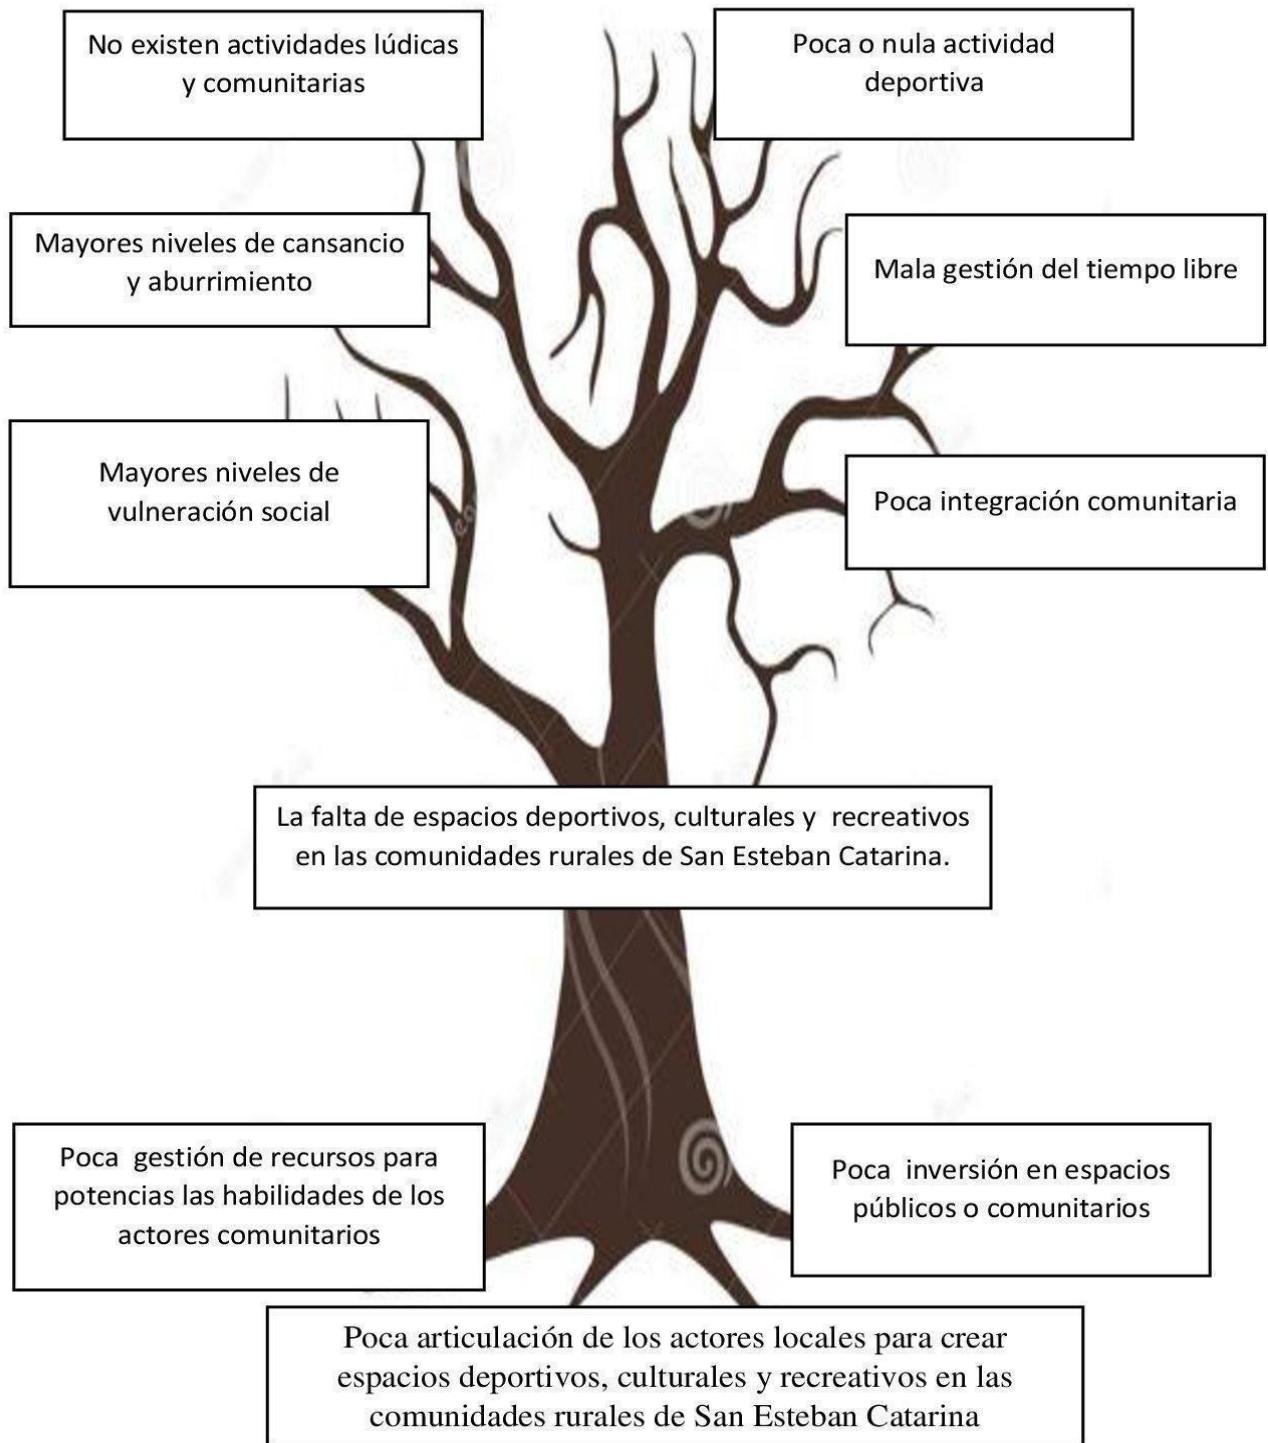 No existen actividades lúdicas
y comunitarias
Poca o nula actividad
deportiva
Mayores niveles de cansancio
y aburrimiento
Mala gestión del tiempo libre
Mayores niveles de
vulneración social
Poca integración comunitaria
La falta de espacios deportivos, culturales y recreativos
en las comunidades rurales de San Esteban Catarina.
Poca gestión de recursos para
potencias las habilidades de los
actores comunitarios
Poca inversión en espacios
públicos o comunitarios
Poca articulación de los actores locales para crear
espacios deportivos, culturales y recreativos en las
comunidades rurales de San Esteban Catarina